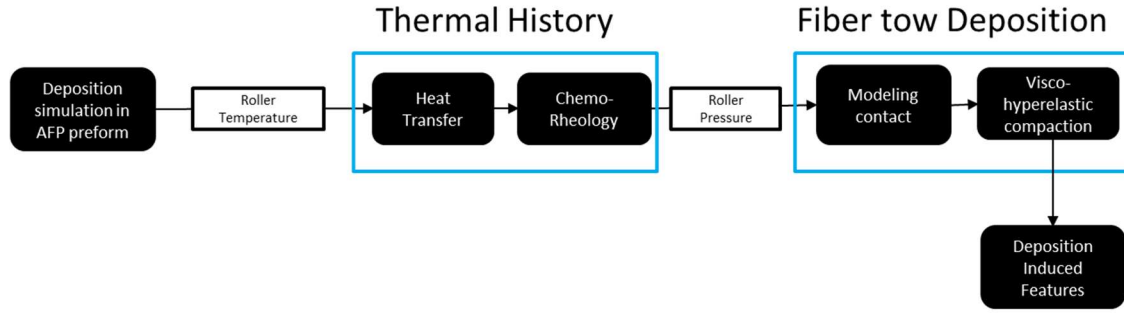 Thermal History
Fiber tow Deposition
Deposition
simulation in
AFP preform
Roller
Temperature
Heat
Transfer
Chemo-
Rheology
Roller
Pressure
Modeling
contact
Visco-
hyperelastic
compaction
Deposition
Induced
Features